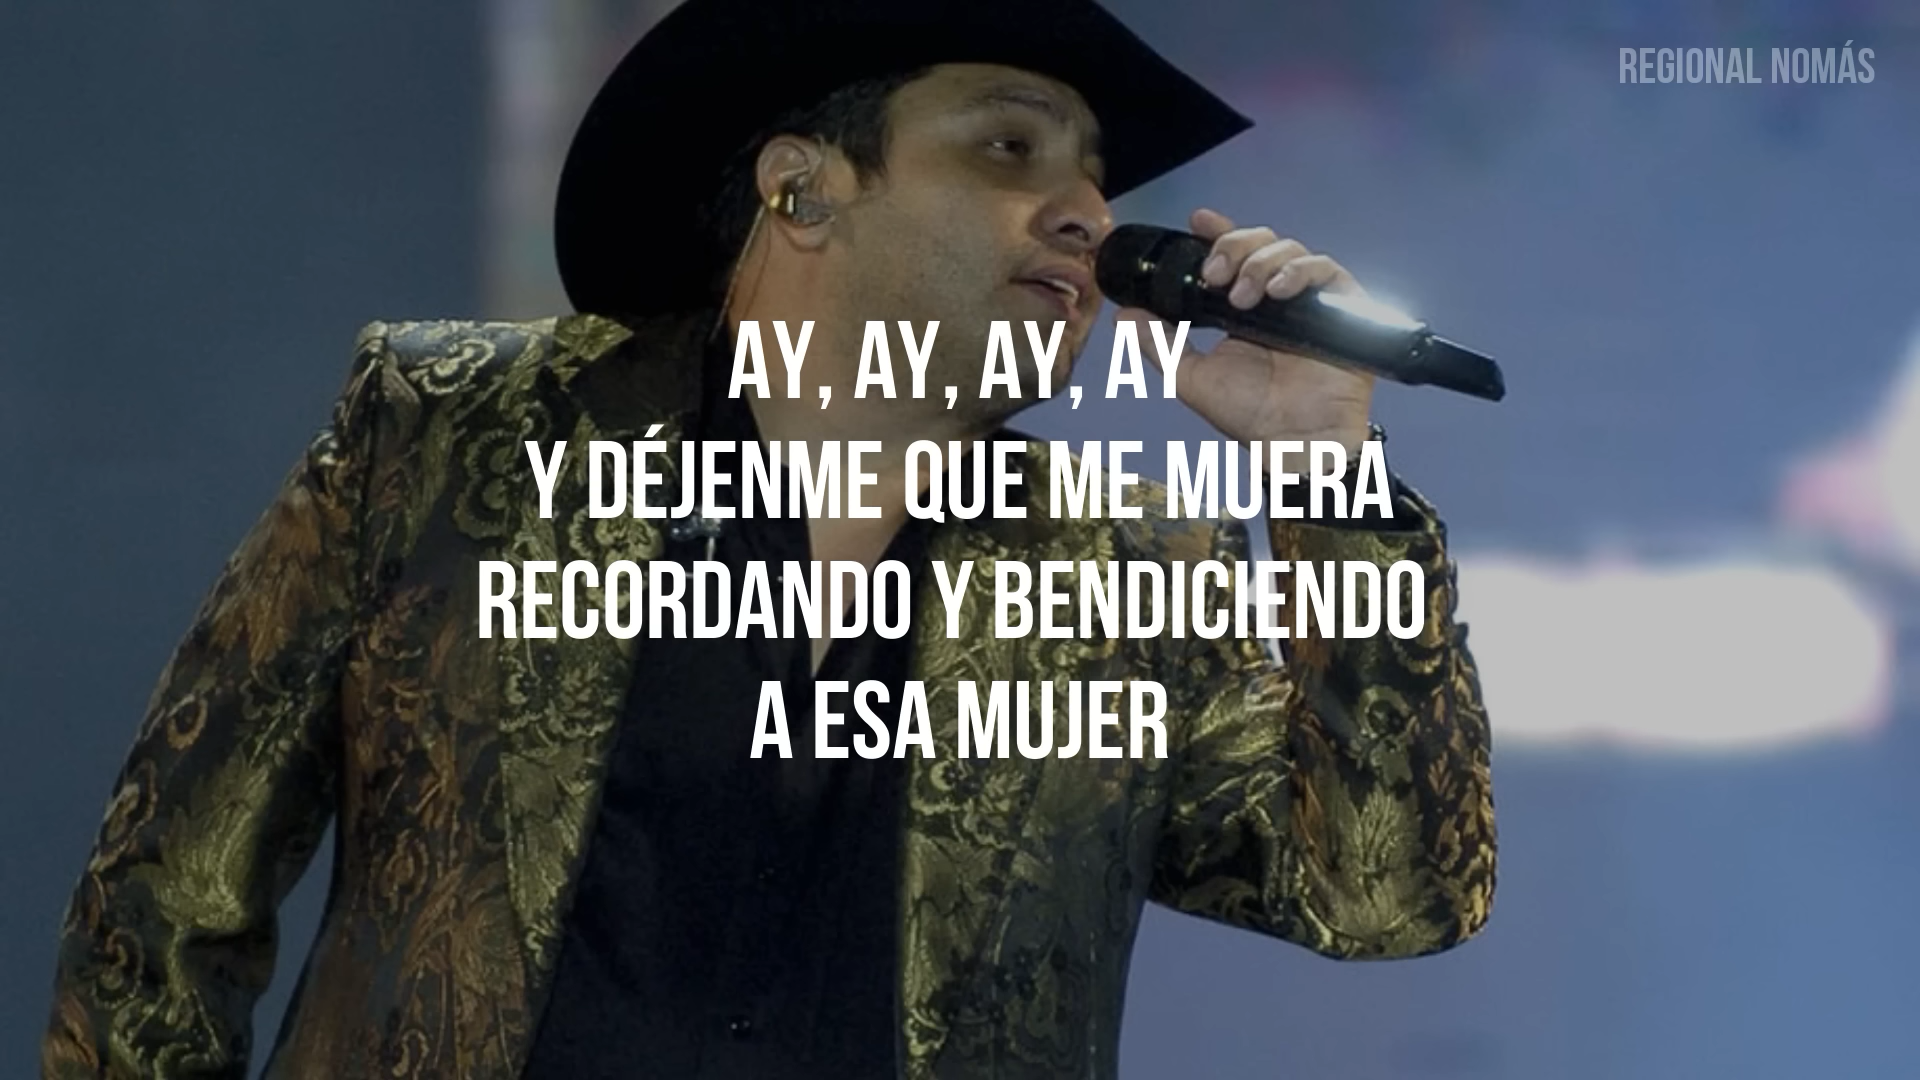 REGIONAL NOMÁS
AY, AY, AY, AY
Y DÉJENME QUE ME MUERA
RECORDANDO Y BENDICIENDO
A ESA MUJER